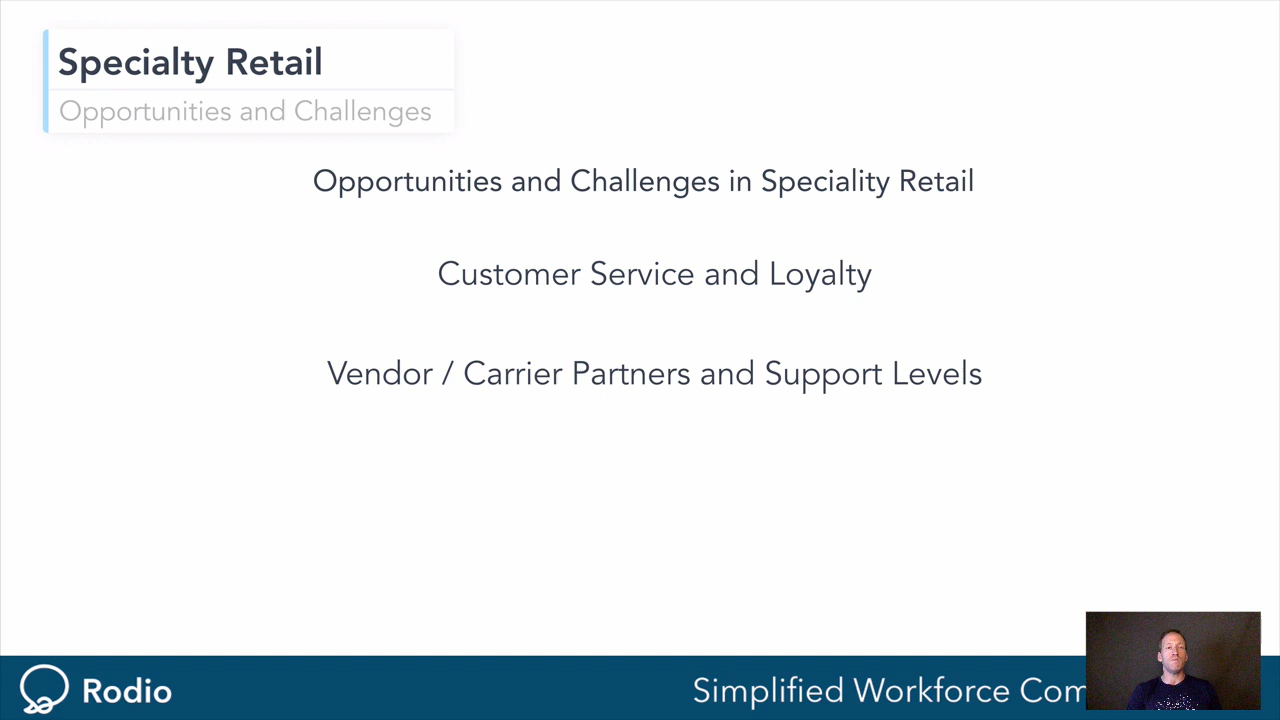 Specialty Retail
Opportunities and Challenges
Opportunities and Challenges in Speciality Retail
Customer Service and Loyalty
Vendor / Carrier Partners and Support Levels
Rodio
Simplified Workforce